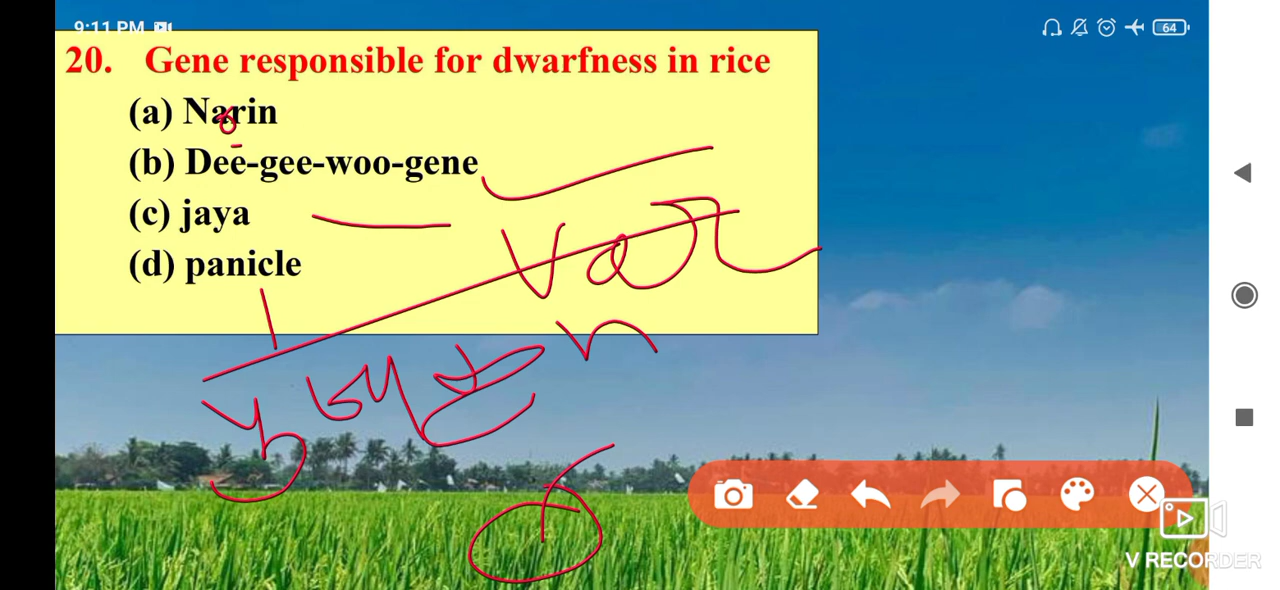 9:11 PM
64
20. Gene responsible for dwarfness in rice
(a) Narin
(b) Dee-gee-woo-gene
(c) jaya
(d) panicle
Var
V RECORDER